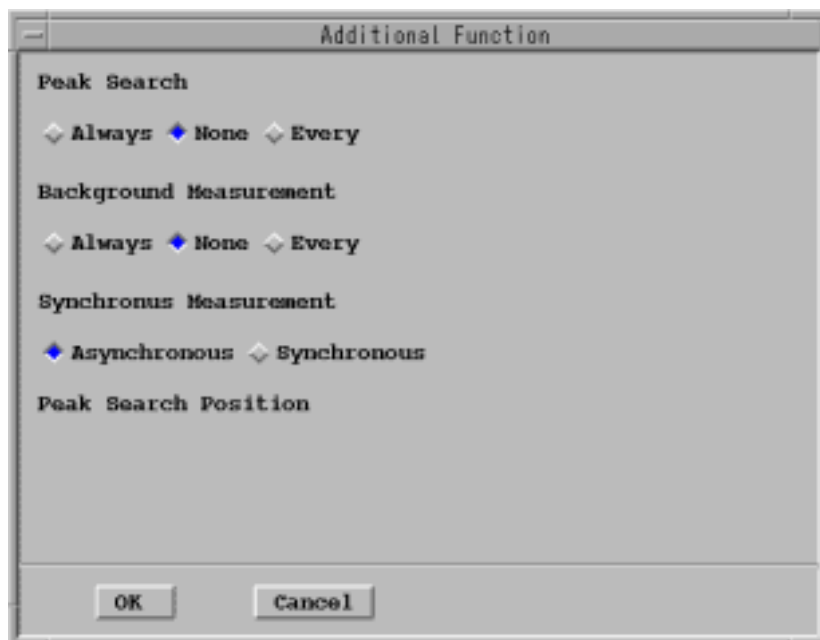 Additional Function
Peak Search
Always None Every
Background Measurement
Always None Every
Synchronus Measurement
Asynchronous Synchronous
Peak Search Position
OK Cancel